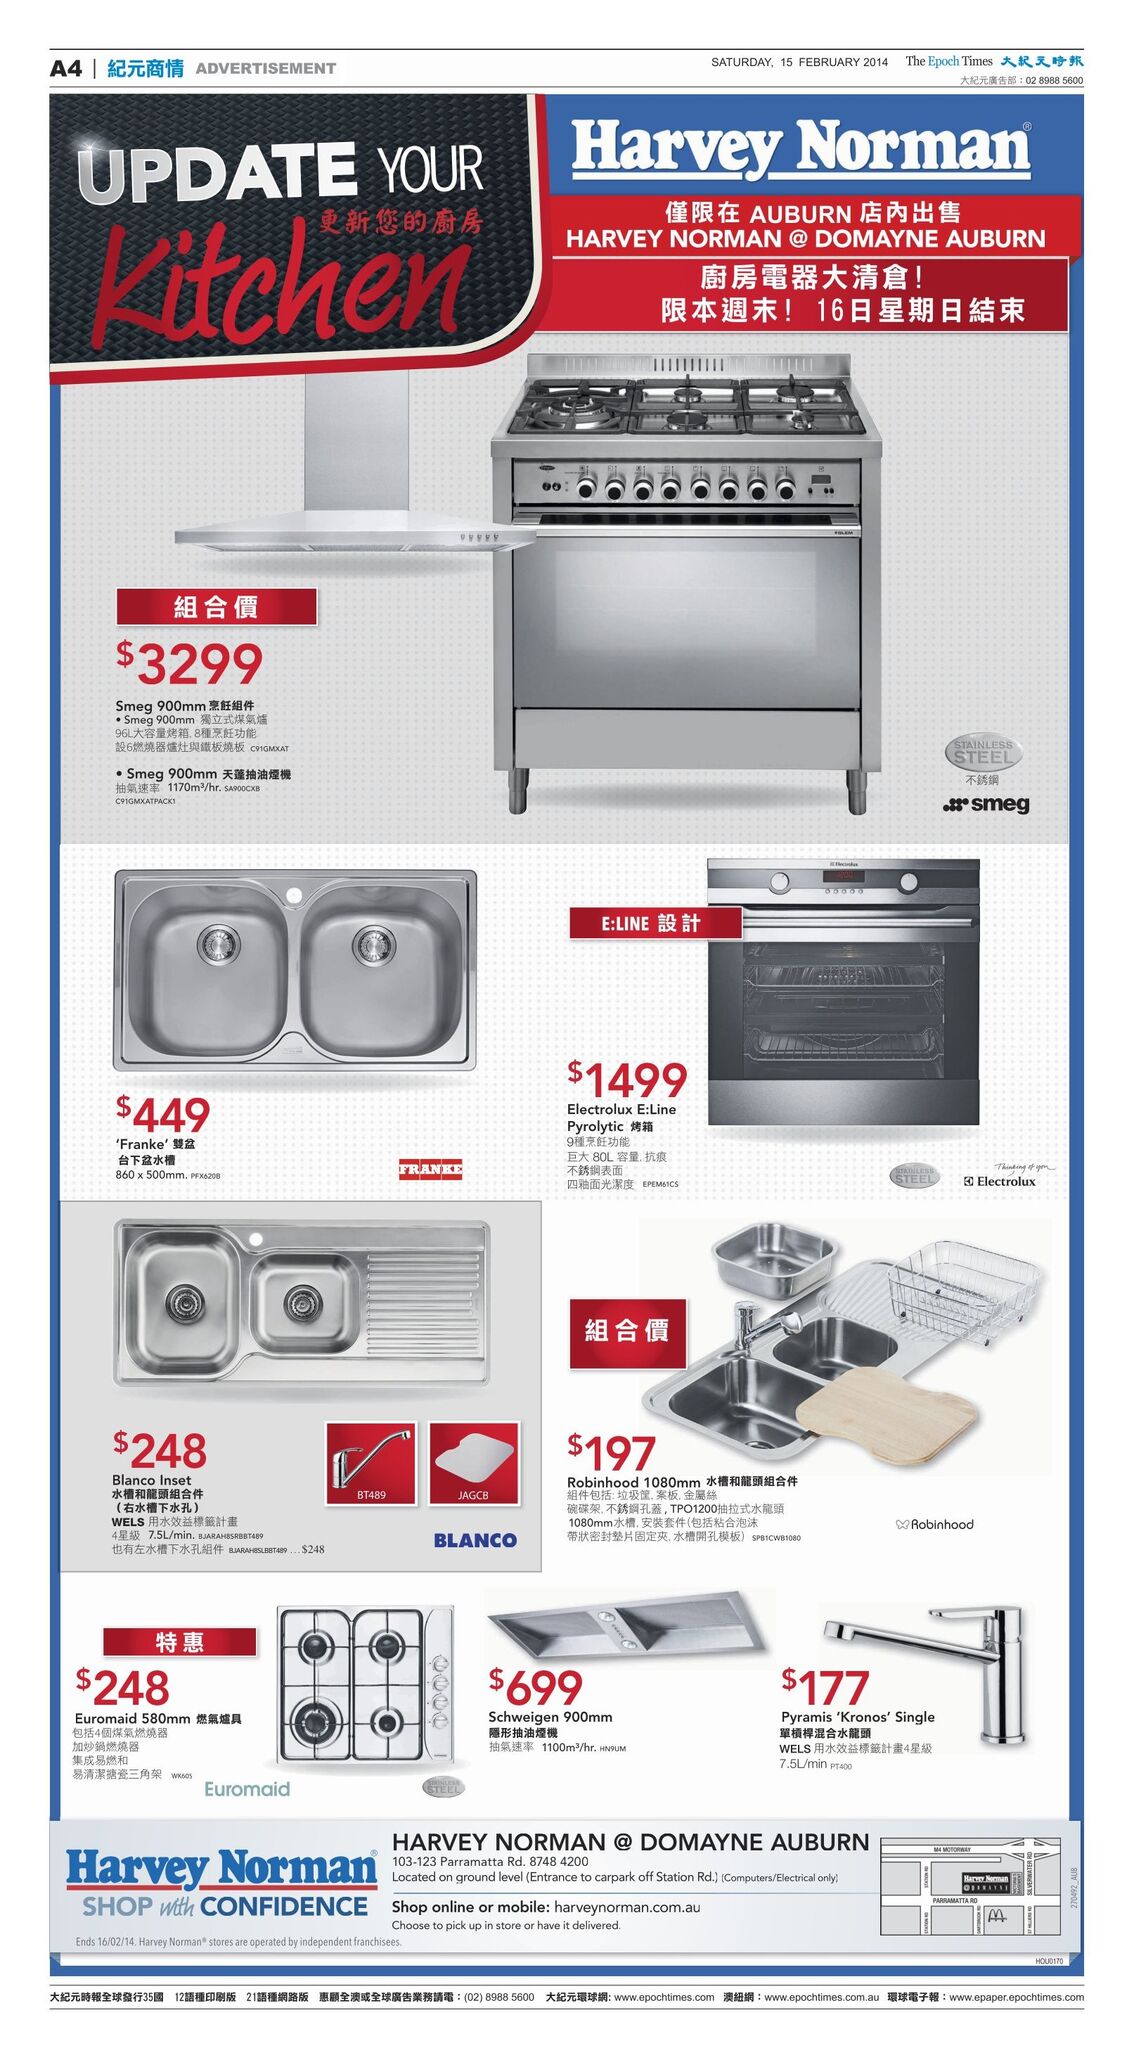 A4 | 紀元商情 ADVERTISEMENT
SATURDAY, 15 FEBRUARY 2014 The Epoch Times 大紀元時報
大紀元廣告部：02 8988 5600
UPDATE YOUR
更新您的廚房
Kitchen
Harvey Norman®
僅限在 AUBURN 店內出售
HARVEY NORMAN @ DOMAYNE AUBURN
廚房電器大清倉！
限本週末！ 16日星期日結束
組合價
$3299
Smeg 900mm 烹飪組件
• Smeg 900mm 獨立式煤氣爐
96L大容量烤箱, 8種烹飪功能
設6燃燒器爐灶與鐵板燒板 C91GMXAT
• Smeg 900mm 天蓬抽油煙機
抽氣速率 1170m³/hr. SA900CXB
C91GMXATPACK1
GLEM
STAINLESS
STEEL
不銹鋼
smeg
$449
‘Franke’ 雙盆
台下盆水槽
860 x 500mm. PFX620B
FRANKE
E:LINE 設計
Electrolux
$1499
Electrolux E:Line
Pyrolytic 烤箱
9種烹飪功能
巨大 80L 容量, 抗痕
不銹鋼表面
四釉面光潔度 EPEM61CS
STAINLESS
STEEL
Thinking of you
Electrolux
$248
Blanco Inset
水槽和龍頭組合件
（右水槽下水孔）
WELS 用水效益標籤計畫
4星級 7.5L/min. BJARAH8SRBBT489
也有左水槽下水孔組件 BJARAH8SLBBT489 ...$248
BT489
JAGCB
BLANCO
組合價
$197
Robinhood 1080mm 水槽和龍頭組合件
組件包括: 垃圾筐, 案板, 金屬絲
碗碟架, 不銹鋼孔蓋 , TPO1200抽拉式水龍頭
1080mm水槽, 安裝套件(包括粘合泡沫
帶狀密封墊片固定夾, 水槽開孔模板) SPB1CWB1080
Robinhood
特惠
$248
Euromaid 580mm 燃氣爐具
包括4個煤氣燃燒器
加炒鍋燃燒器
集成易燃和
易清潔搪瓷三角架 WK60S
Euromaid
STAINLESS
STEEL
$699
Schweigen 900mm
隱形抽油煙機
抽氣速率 1100m³/hr. HN9UM
$177
Pyramis ‘Kronos’ Single
單槓桿混合水龍頭
WELS 用水效益標籤計畫4星級
7.5L/min PT400
Harvey Norman®
SHOP with CONFIDENCE
Ends 16/02/14. Harvey Norman® stores are operated by independent franchisees.
HARVEY NORMAN @ DOMAYNE AUBURN
103-123 Parramatta Rd. 8748 4200
Located on ground level (Entrance to carpark off Station Rd.) (Computers/Electrical only)
Shop online or mobile: harveynorman.com.au
Choose to pick up in store or have it delivered.
M4 MOTORWAY
STATION RD
Harvey Norman
@DOMAYNE
SILVERWATER RD
PARRAMATTA RD
STATION RD
ST HILLIERS RD
270492_AUB
HOU0170
大紀元時報全球發行35國 12語種印刷版 21語種網路版 惠顧全澳或全球廣告業務請電：(02) 8988 5600 大紀元環球網: www.epochtimes.com 澳紐網：www.epochtimes.com.au 環球電子報：www.epaper.epochtimes.com